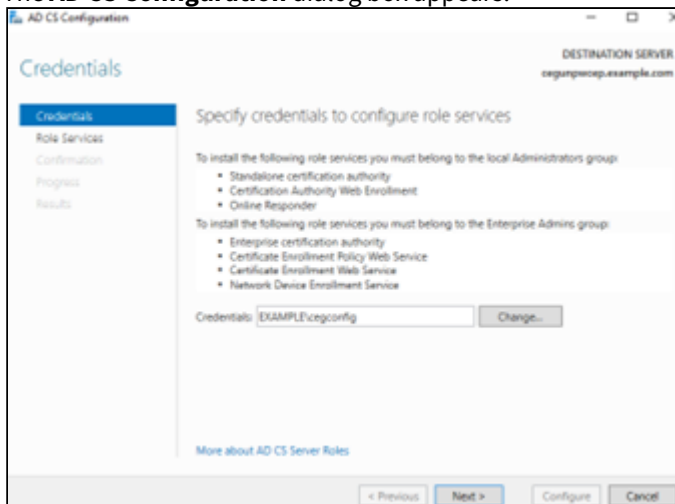 The AD CS Configuration dialog box appears.
AD CS Configuration
DESTINATION SERVER
cegunpwcep.example.com
Credentials
Credentials
Role Services
Confirmation
Progress
Results
Specify credentials to configure role services
To install the following role services you must belong to the local Administrators group:
• Standalone certification authority
• Certification Authority Web Enrollment
• Online Responder
To install the following role services you must belong to the Enterprise Admins group:
• Enterprise certification authority
• Certificate Enrollment Policy Web Service
• Certificate Enrollment Web Service
• Network Device Enrollment Service
Credentials: EXAMPLE\cegconfig
Change...
More about AD CS Server Roles
< Previous
Next >
Configure
Cancel